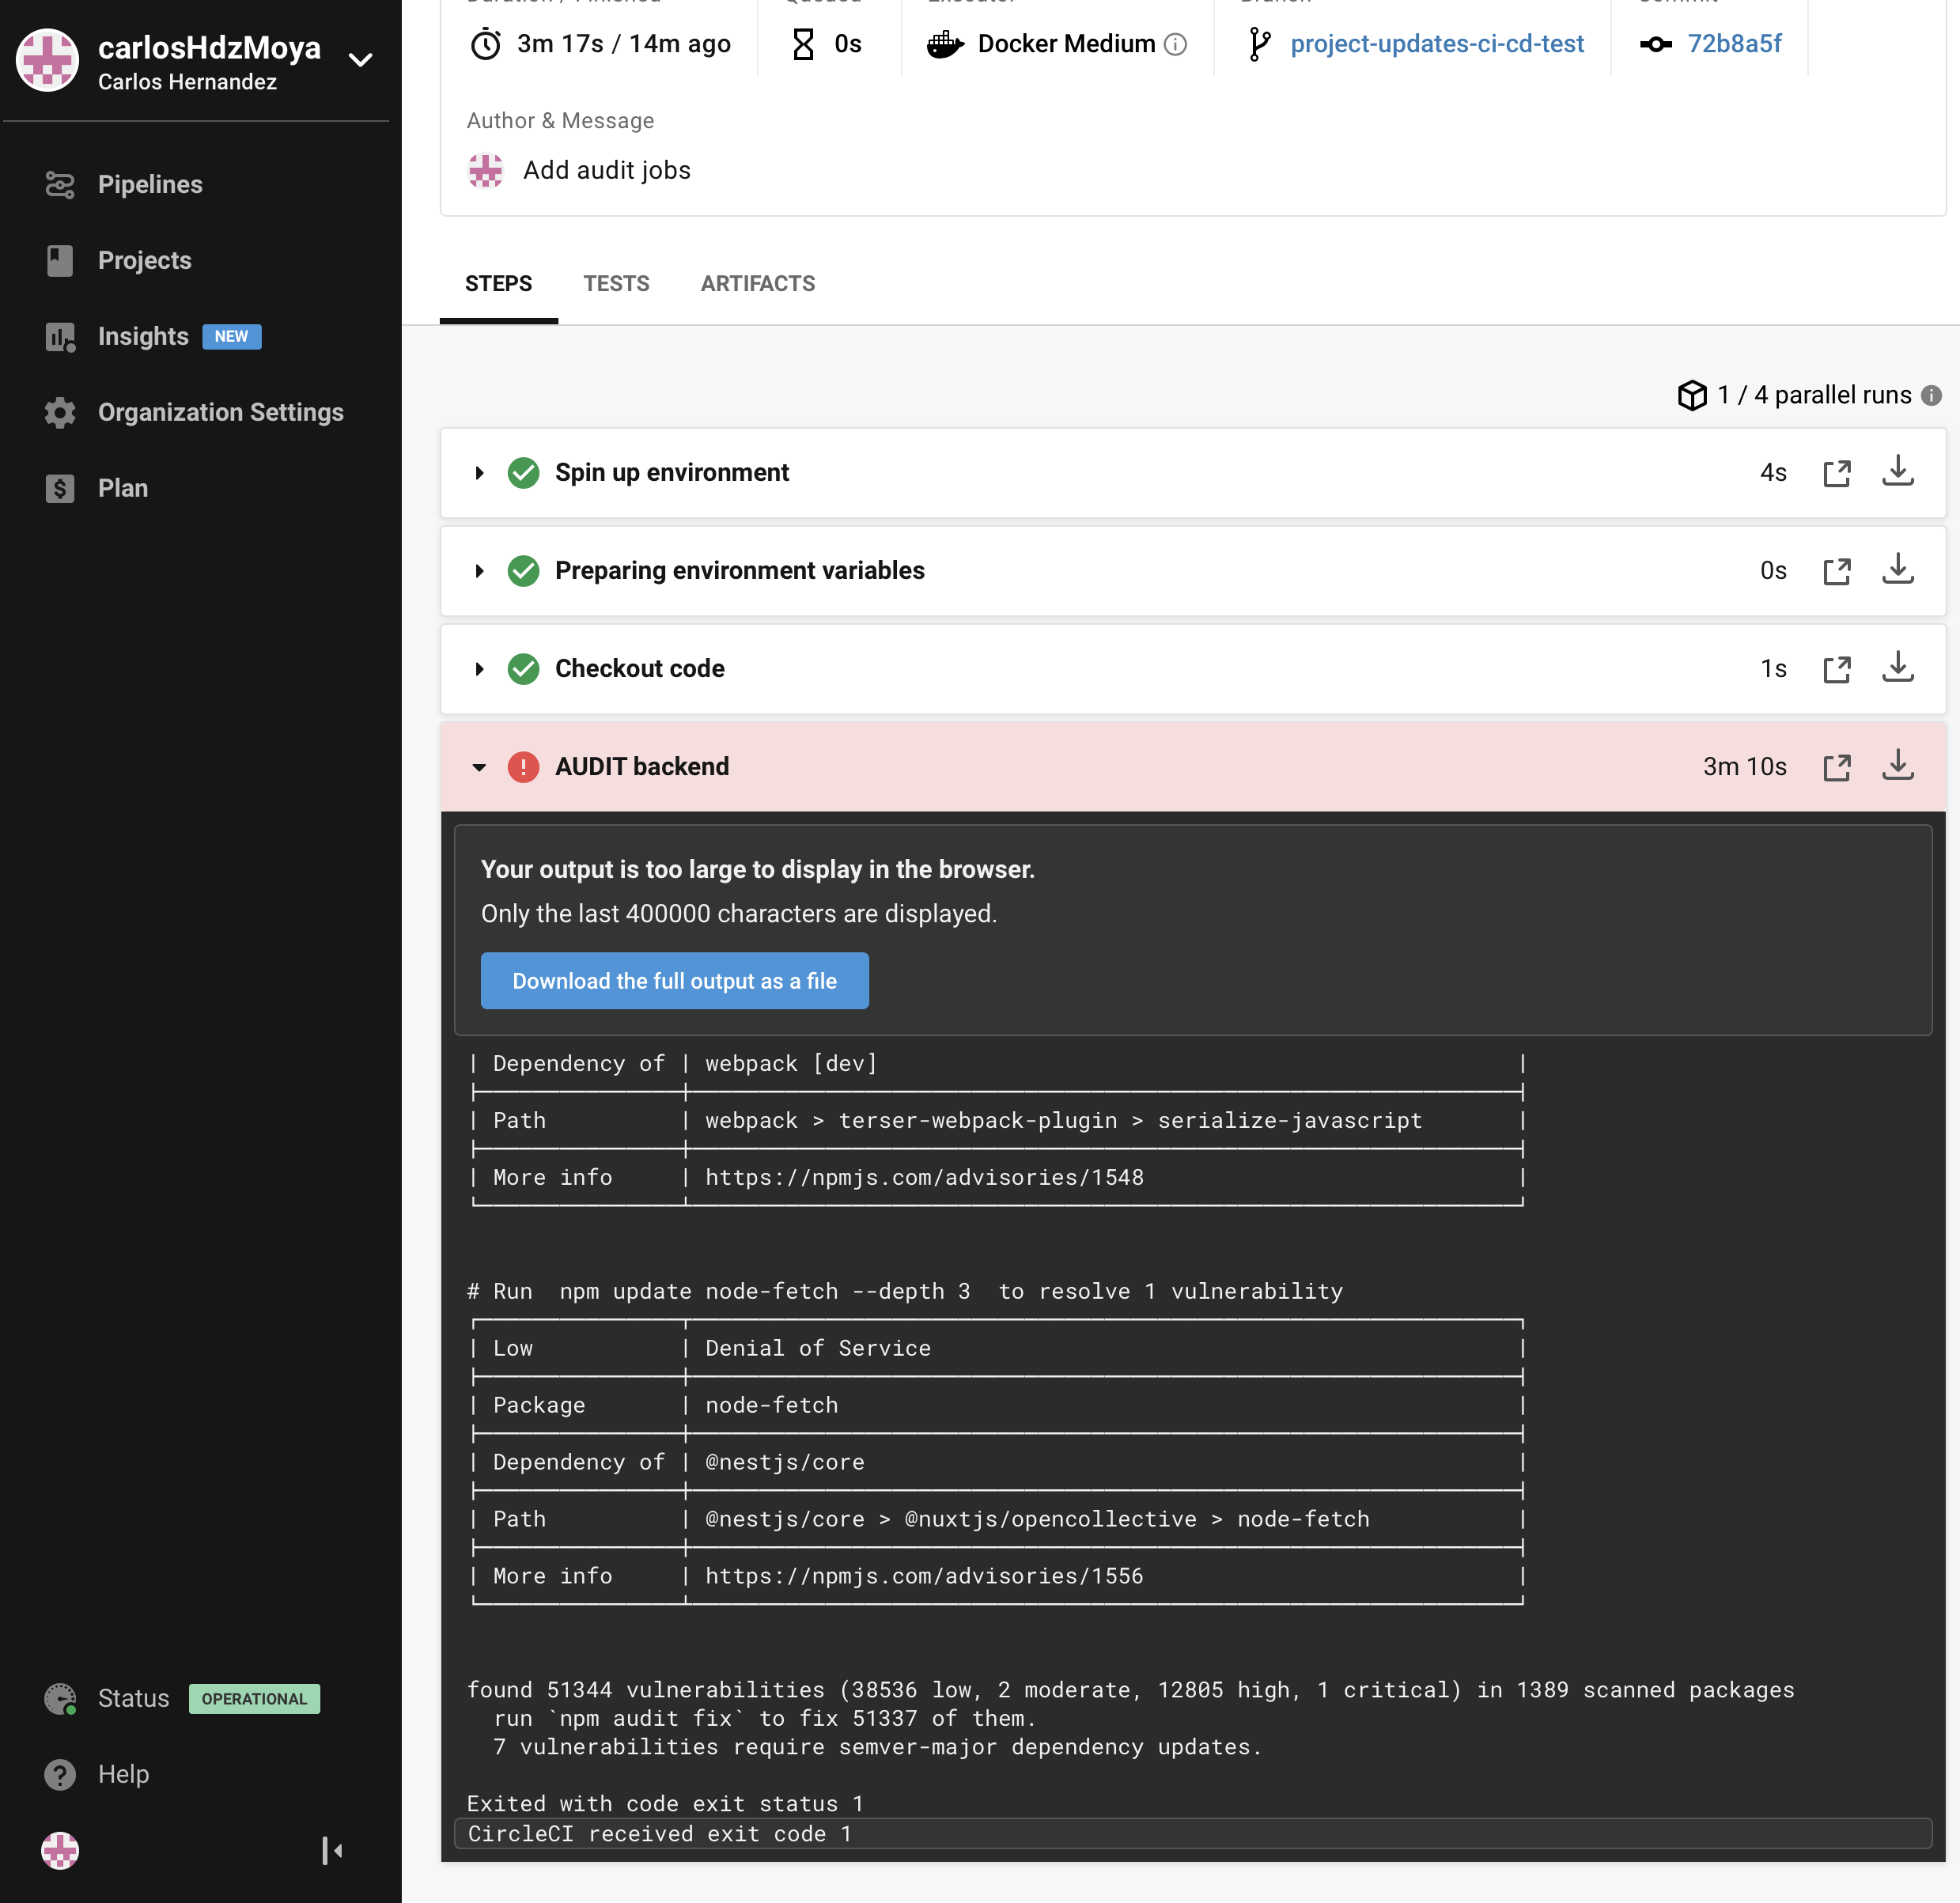 carlosHdzMoya
Carlos Hernandez
Pipelines
Projects
Insights NEW
Organization Settings
Plan
Status OPERATIONAL
Help
Duration / Finished
Queued
Executor
Branch
Commit
3m 17s / 14m ago
0s
Docker Medium
project-updates-ci-cd-test
72b8a5f
Author & Message
Add audit jobs
STEPS TESTS ARTIFACTS
1 / 4 parallel runs
Spin up environment 4s
Preparing environment variables 0s
Checkout code 1s
AUDIT backend 3m 10s
Your output is too large to display in the browser.
Only the last 400000 characters are displayed.
Download the full output as a file
| Dependency of | webpack [dev] |
| Path | webpack > terser-webpack-plugin > serialize-javascript |
| More info | https://npmjs.com/advisories/1548 |
# Run  npm update node-fetch --depth 3  to resolve 1 vulnerability
| Low | Denial of Service |
| Package | node-fetch |
| Dependency of | @nestjs/core |
| Path | @nestjs/core > @nuxtjs/opencollective > node-fetch |
| More info | https://npmjs.com/advisories/1556 |
found 51344 vulnerabilities (38536 low, 2 moderate, 12805 high, 1 critical) in 1389 scanned packages
run `npm audit fix` to fix 51337 of them.
7 vulnerabilities require semver-major dependency updates.
Exited with code exit status 1
CircleCI received exit code 1